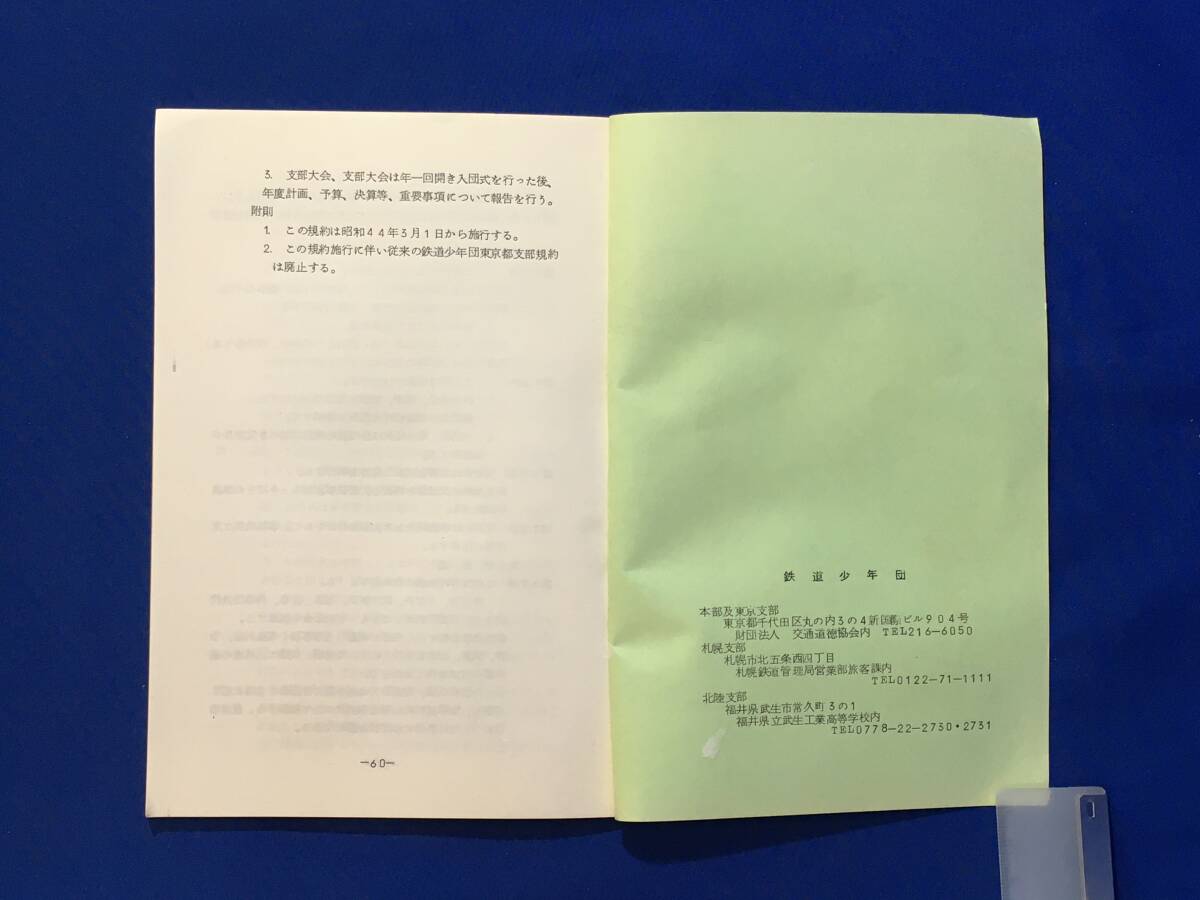 3. 支部大会、支部大会は年一回開き入団式を行った後、
年度計画、予算、決算等、重要事項について報告を行う。
附則
1. この規約は昭和44年3月1日から施行する。
2. この規約施行に伴い従来の鉄道少年団東京都支部規約
は廃止する。
-60-
鉄道少年団
本部及東京支部
東京都千代田区丸の内3の4新国際ビル904号
財団法人 交通道徳協会内 TEL216-6050
札幌支部
札幌市北五条西四丁目
札幌鉄道管理局営業部旅客課内
TEL0122-71-1111
北陸支部
福井県武生市常久町3の1
福井県立武生工業高等学校内
TEL0778-22-2730・2731